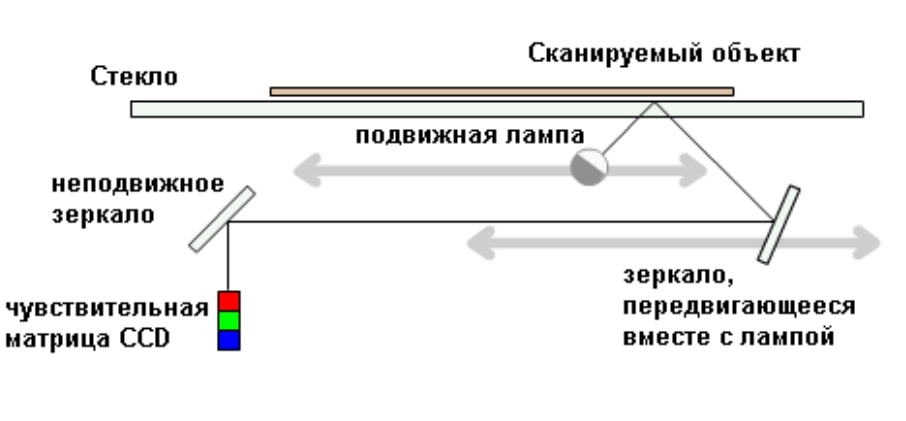 Сканируемый объект
Стекло
подвижная лампа
неподвижное
зеркало
зеркало,
передвигающееся
вместе с лампой
чувствительная
матрица CCD